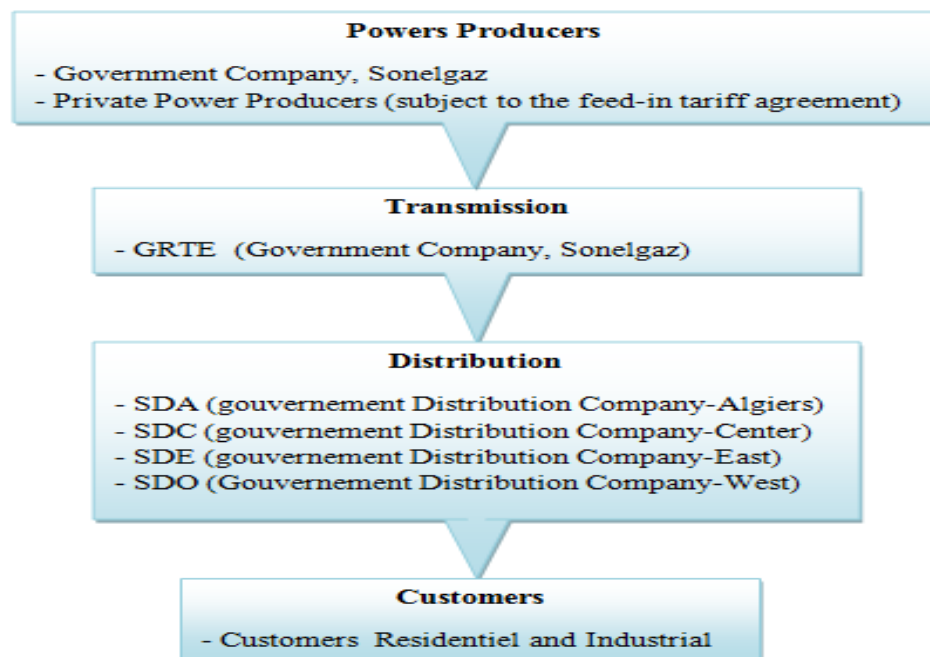 Powers Producers
- Government Company, Sonelgaz
- Private Power Producers (subject to the feed-in tariff agreement)
Transmission
- GRTE (Government Company, Sonelgaz)
Distribution
- SDA (gouvernement Distribution Company-Algiers)
- SDC (gouvernement Distribution Company-Center)
- SDE (gouvernement Distribution Company-East)
- SDO (Gouvernement Distribution Company-West)
Customers
- Customers Residentiel and Industrial